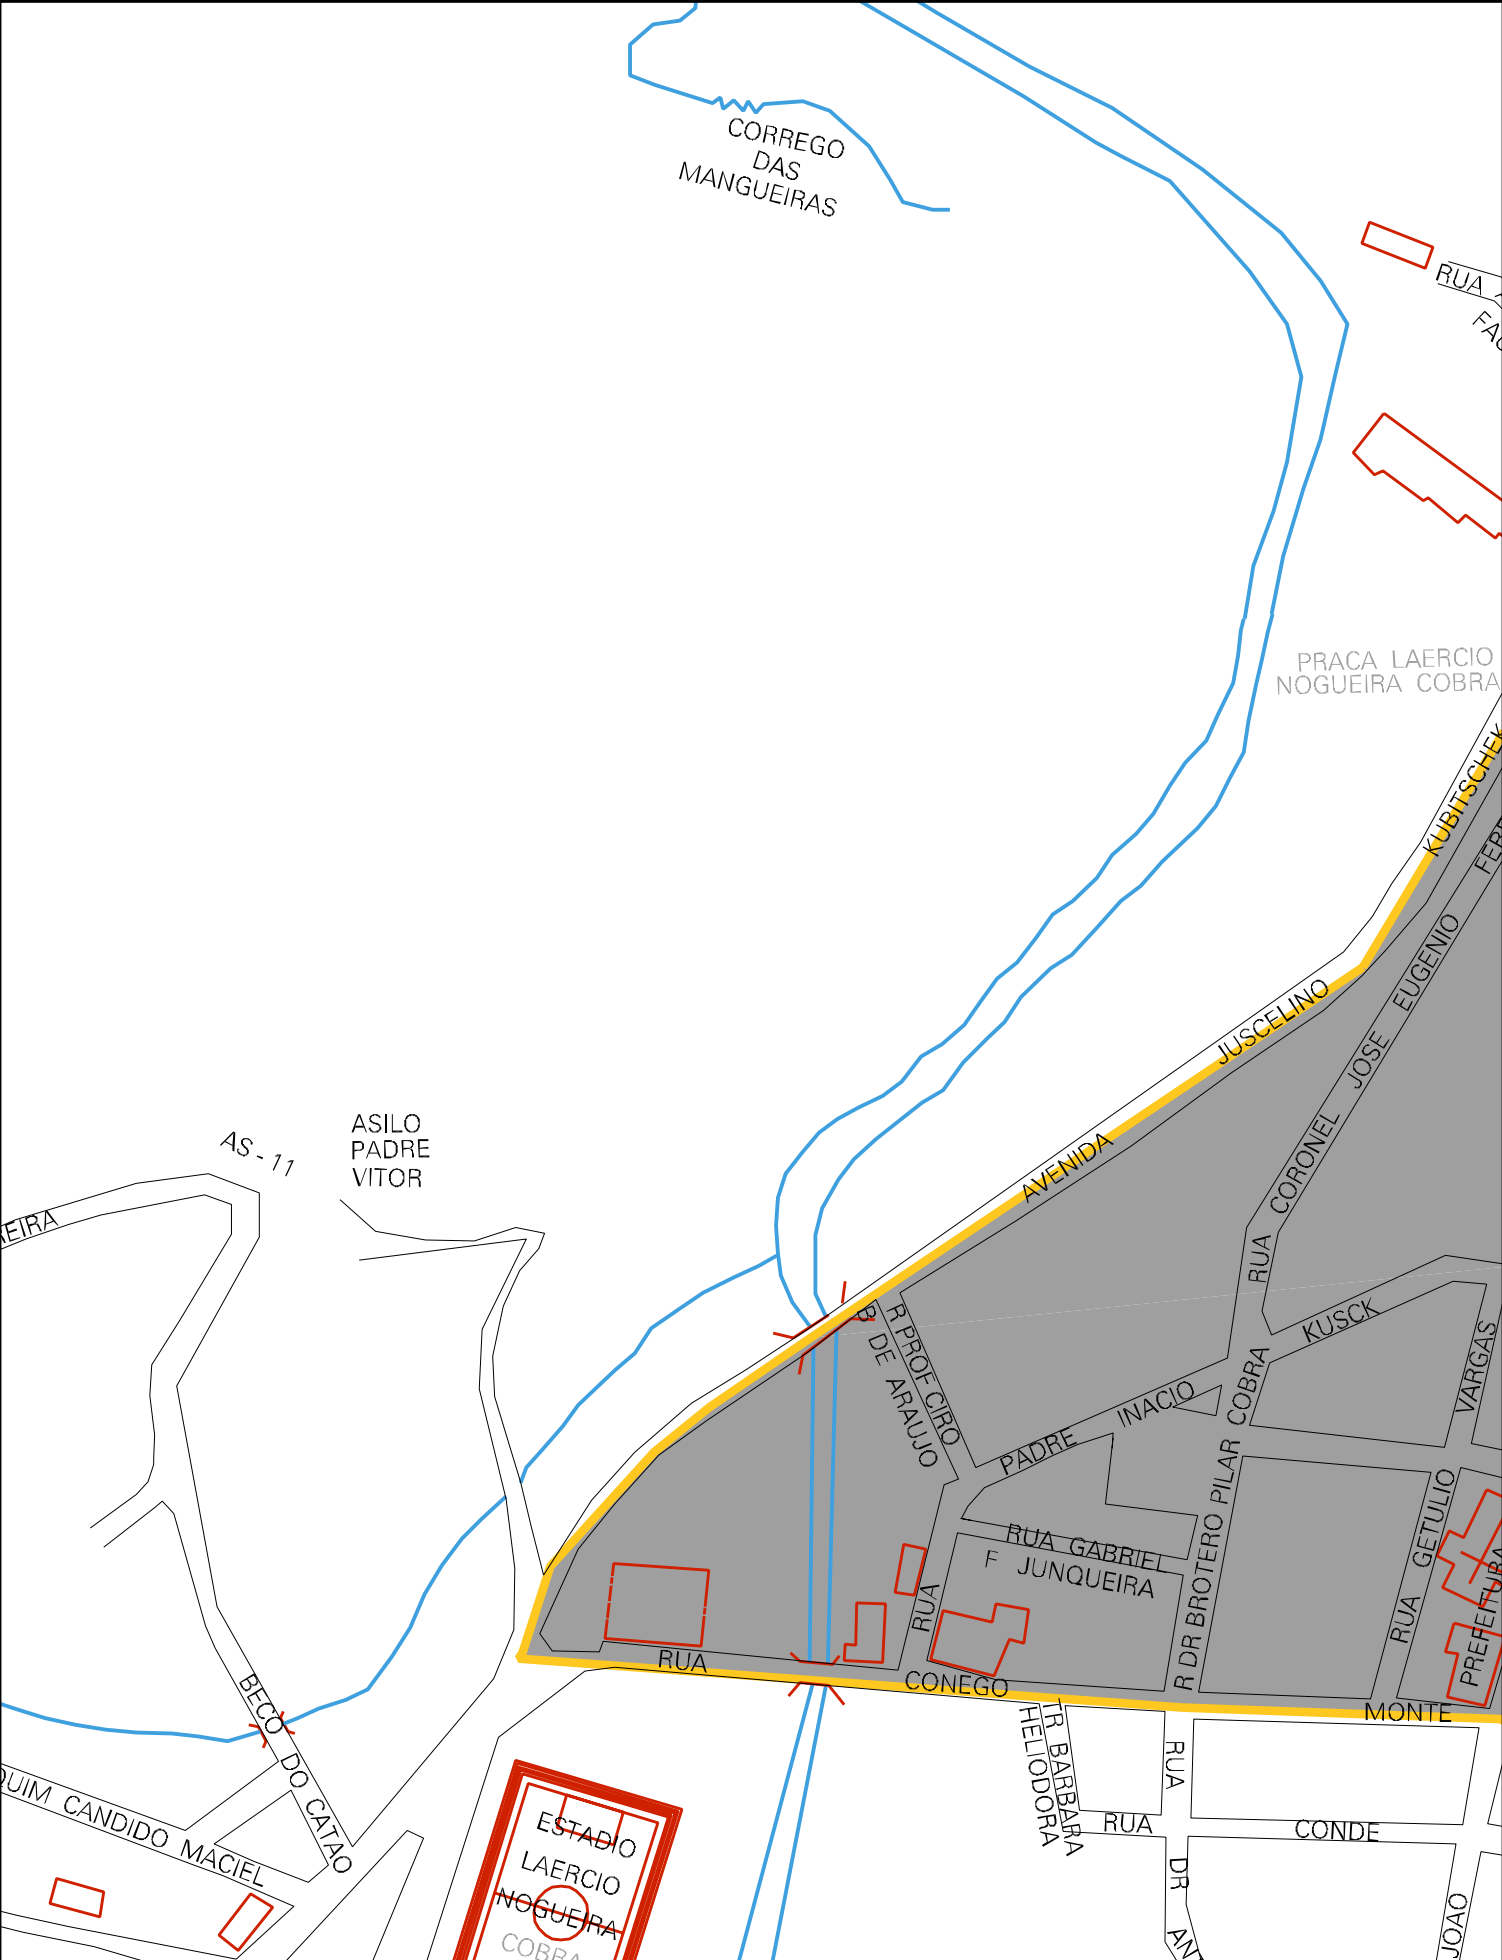 CORREGO
DAS
MANGUEIRAS
RUA
PRACA LAERCIO
NOGUEIRA COBRA
AVENIDA JUSCELINO KUBITSCHEK
RUA CORONEL JOSE EUGENIO
AS - 11
ASILO
PADRE
VITOR
R PROF CIRO
B DE ARAUJO
PADRE INACIO KUSCK
RUA GETULIO VARGAS
R DR BROTERO PILAR COBRA
RUA GABRIEL
F JUNQUEIRA
RUA
PREFEITURA
RUA CONEGO MONTE
BECO DO CATAO
CANDIDO MACIEL
TR BARBARA
HELIODORA
RUA
DR
RUA CONDE
JOAO
ESTADIO
LAERCIO
NOGUEIRA
COBRA